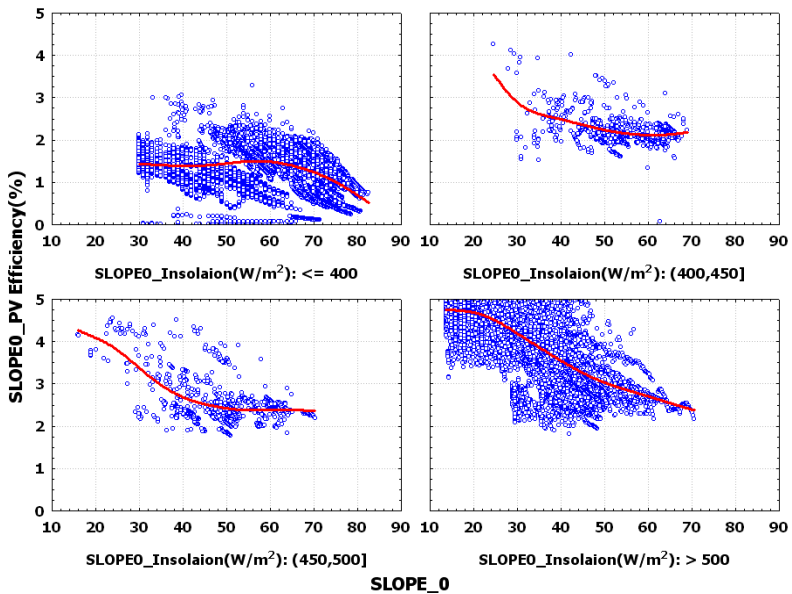 5
4
3
2
1
0
10 20 30 40 50 60 70 80 90
SLOPE0_Insolaion(W/m²): <= 400
10 20 30 40 50 60 70 80 90
SLOPE0_Insolaion(W/m²): (400,450]
SLOPE0_PV Efficiency(%)
5
4
3
2
1
0
10 20 30 40 50 60 70 80 90
SLOPE0_Insolaion(W/m²): (450,500]
10 20 30 40 50 60 70 80 90
SLOPE0_Insolaion(W/m²): > 500
SLOPE_0